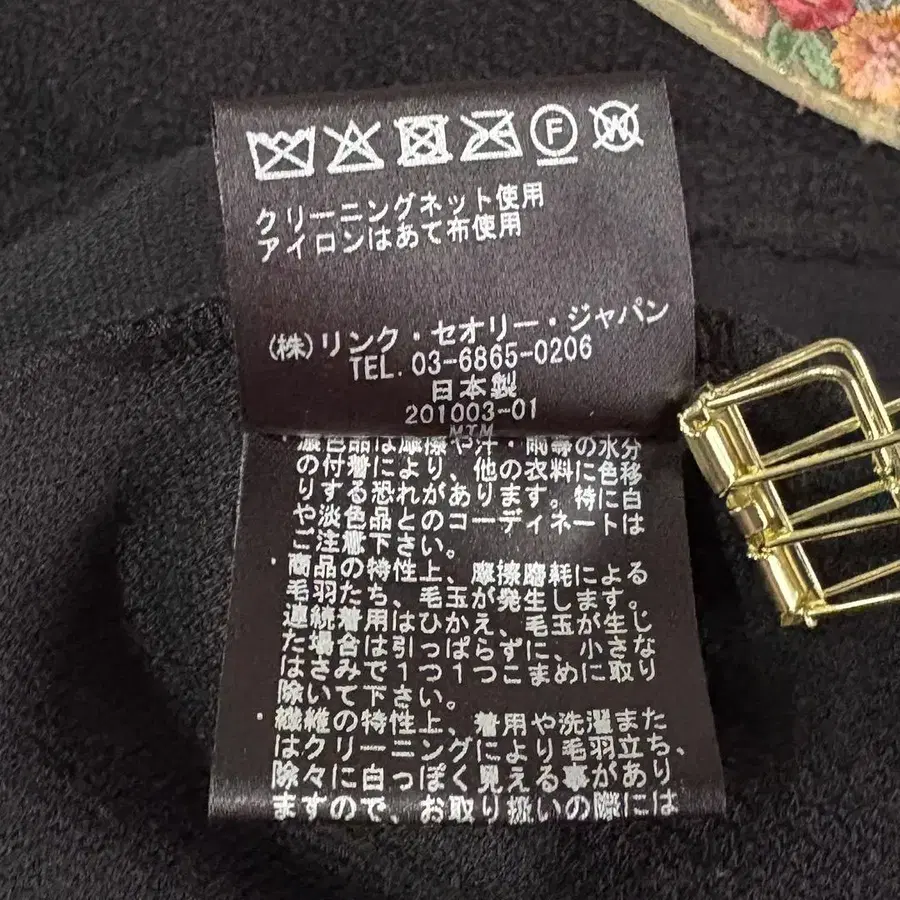 F W
クリーニングネット使用
アイロンはあて布使用
(株)リンク・セオリー・ジャパン
TEL. 03-6865-0206
日本製
201003-01
MTM
・濃色品は摩擦や汗・雨等の水分
の付着により、他の衣料に色移
りする恐れがあります。特に白
や淡色品とのコーディネートは
ご注意下さい。
・商品の特性上、摩擦磨耗による
毛羽たち、毛玉が発生します。
連続着用はひかえ、毛玉が生じ
た場合は引っぱらずに、小さな
はさみで1つ1つこまめに取り
除いて下さい。
・繊維の特性上、着用や洗濯また
はクリーニングにより毛羽立ち、
除々に白っぽく見える事があり
ますので、お取り扱いの際には